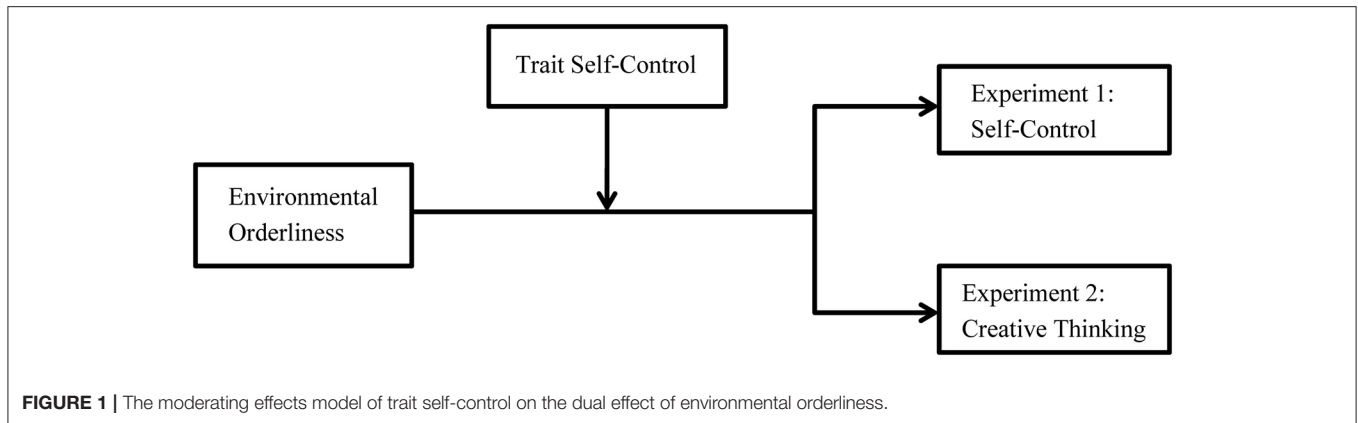 Trait Self-Control
Experiment 1:
Self-Control
Environmental
Orderliness
Experiment 2:
Creative Thinking
FIGURE 1 | The moderating effects model of trait self-control on the dual effect of environmental orderliness.